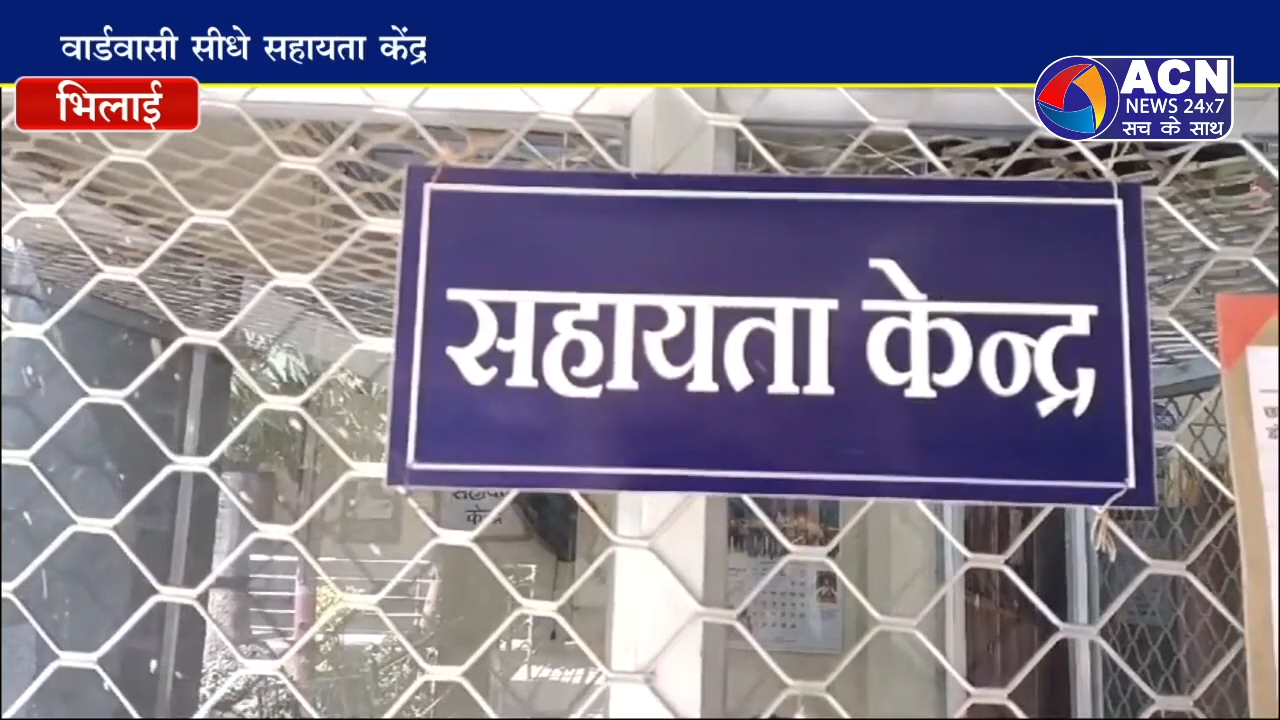 वार्डवासी सीधे सहायता केंद्र
भिलाई
ACN
NEWS 24x7
सच के साथ
सहायता केन्द्र